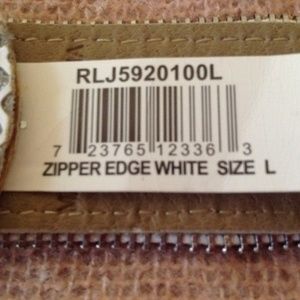 RLJ5920100L
7 23765 12336 3
ZIPPER EDGE WHITE SIZE L